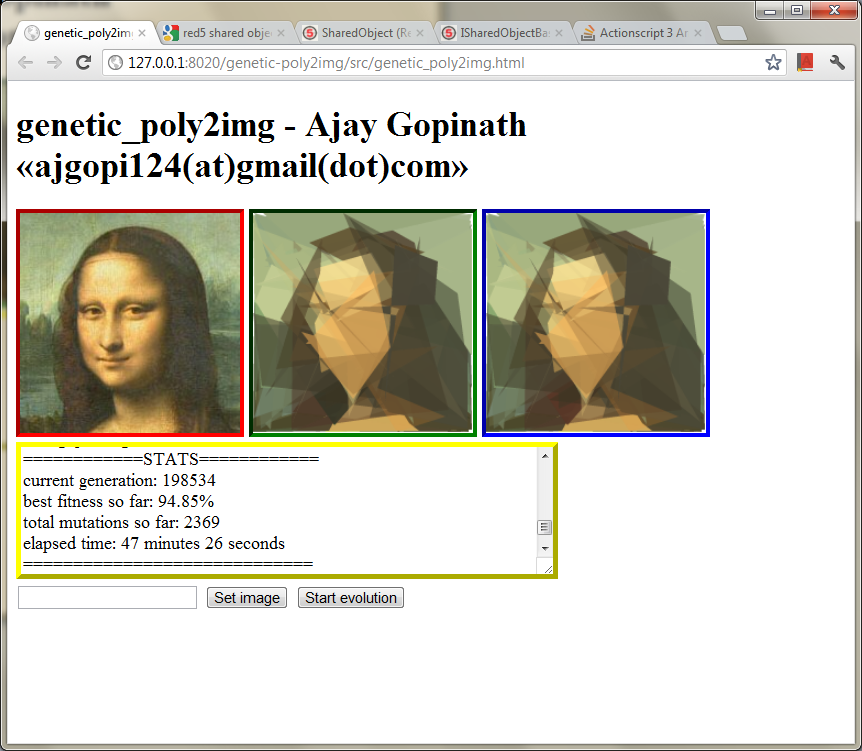 genetic_poly2im
red5 shared obje
SharedObject (Re
ISharedObjectBa
Actionscript 3 Ar
127.0.0.1:8020/genetic-poly2img/src/genetic_poly2img.html
genetic_poly2img - Ajay Gopinath
«ajgopi124(at)gmail(dot)com»
============STATS============
current generation: 198534
best fitness so far: 94.85%
total mutations so far: 2369
elapsed time: 47 minutes 26 seconds
=============================
Set image
Start evolution